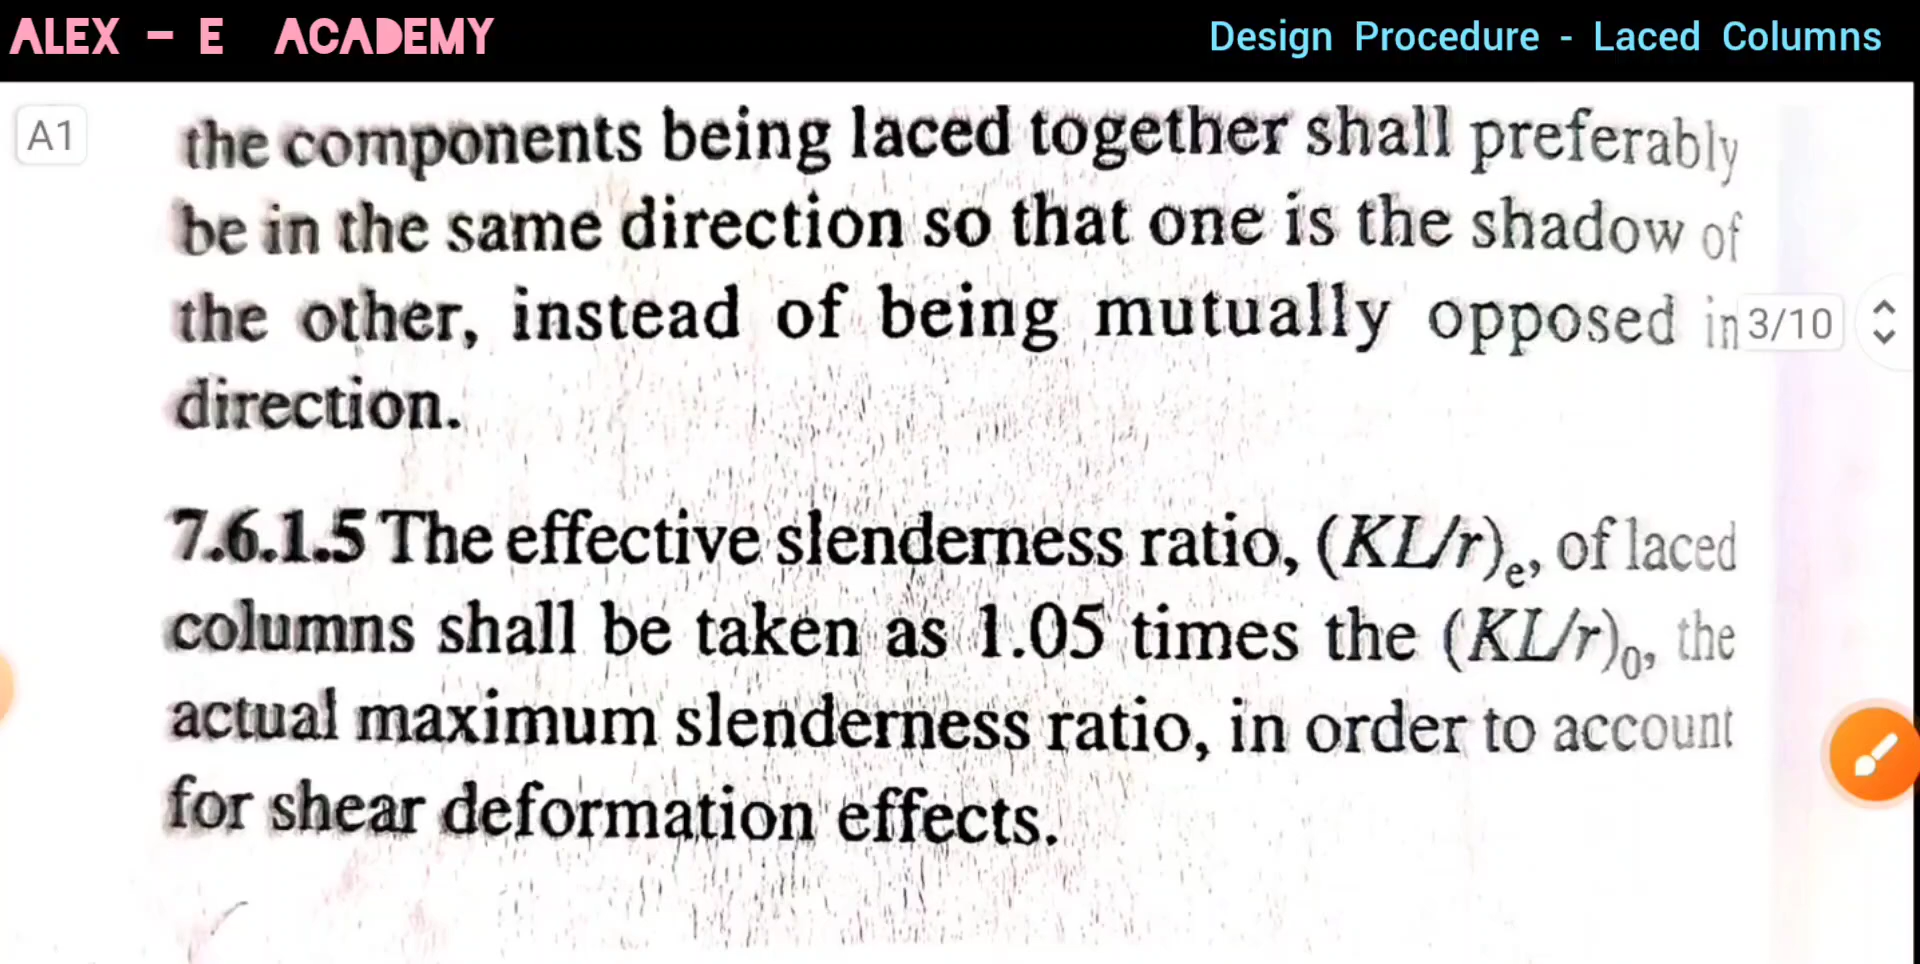 ALEX - E ACADEMY
Design Procedure - Laced Columns
A1
the components being laced together shall preferably
be in the same direction so that one is the shadow of
the other, instead of being mutually opposed in
3/10
direction.
7.6.1.5 The effective slenderness ratio, (KL/r)e, of laced
columns shall be taken as 1.05 times the (KL/r)0, the
actual maximum slenderness ratio, in order to account
for shear deformation effects.